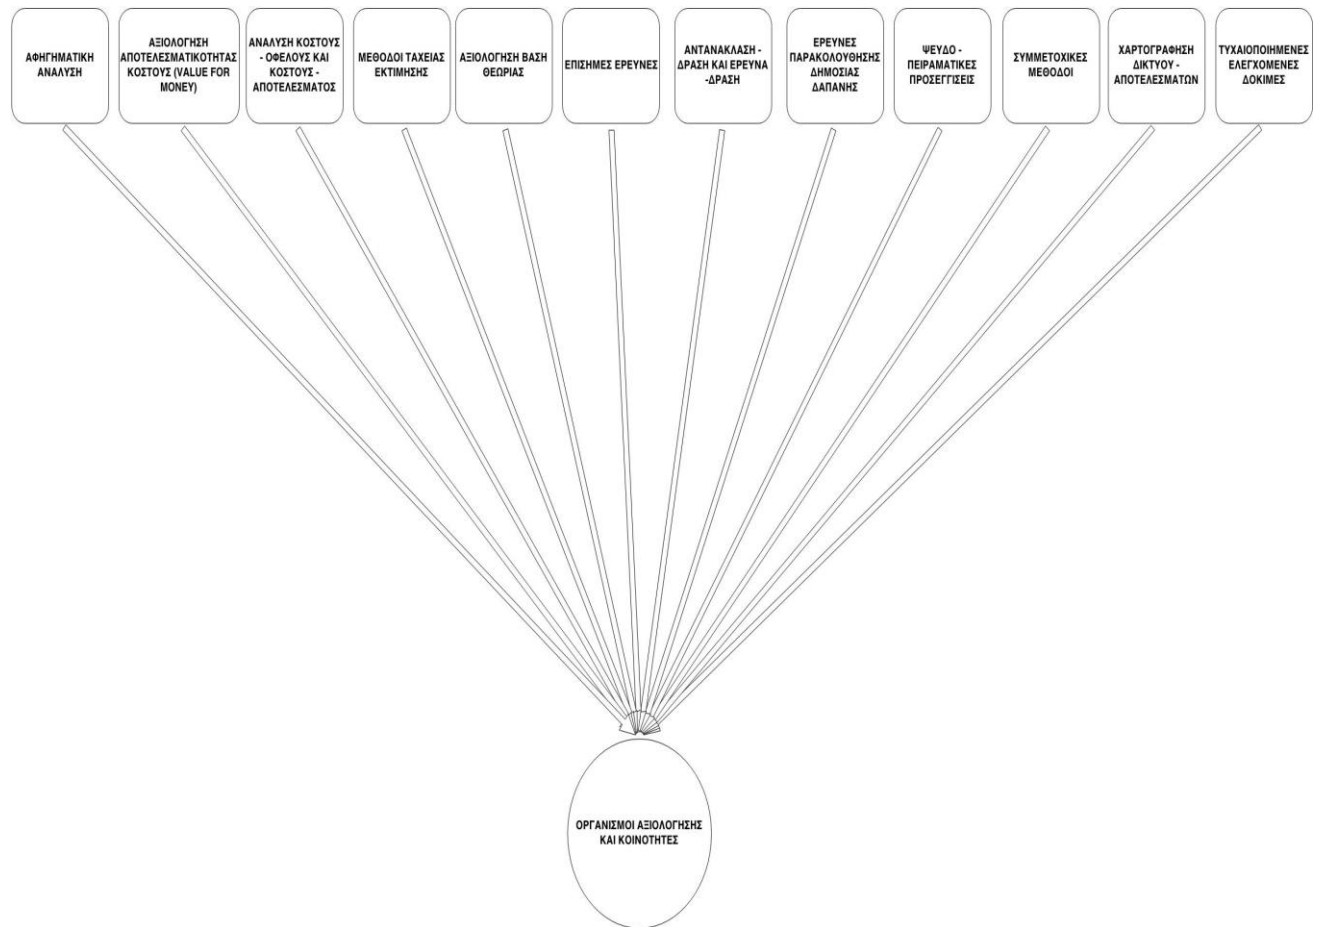 ΑΦΗΓΗΜΑΤΙΚΗ
ΑΝΑΛΥΣΗ
ΑΞΙΟΛΟΓΗΣΗ
ΑΠΟΤΕΛΕΣΜΑΤΙΚΟΤΗΤΑΣ
ΚΟΣΤΟΥΣ (VALUE FOR
MONEY)
ΑΝΑΛΥΣΗ ΚΟΣΤΟΥΣ
- ΟΦΕΛΟΥΣ ΚΑΙ
ΚΟΣΤΟΥΣ -
ΑΠΟΤΕΛΕΣΜΑΤΟΣ
ΜΕΘΟΔΟΙ ΤΑΧΕΙΑΣ
ΕΚΤΙΜΗΣΗΣ
ΑΞΙΟΛΟΓΗΣΗ ΒΑΣΗ
ΘΕΩΡΙΑΣ
ΕΠΙΣΗΜΕΣ ΕΡΕΥΝΕΣ
ΑΝΤΑΝΑΚΛΑΣΗ -
ΔΡΑΣΗ ΚΑΙ ΕΡΕΥΝΑ
-ΔΡΑΣΗ
ΕΡΕΥΝΕΣ
ΠΑΡΑΚΟΛΟΥΘΗΣΗΣ
ΔΗΜΟΣΙΑΣ
ΔΑΠΑΝΗΣ
ΨΕΥΔΟ -
ΠΕΙΡΑΜΑΤΙΚΕΣ
ΠΡΟΣΕΓΓΙΣΕΙΣ
ΣΥΜΜΕΤΟΧΙΚΕΣ
ΜΕΘΟΔΟΙ
ΧΑΡΤΟΓΡΑΦΗΣΗ
ΔΙΚΤΥΟΥ -
ΑΠΟΤΕΛΕΣΜΑΤΩΝ
ΤΥΧΑΙΟΠΟΙΗΜΕΝΕΣ
ΕΛΕΓΧΟΜΕΝΕΣ
ΔΟΚΙΜΕΣ
ΟΡΓΑΝΙΣΜΟΙ ΑΞΙΟΛΟΓΗΣΗΣ
ΚΑΙ ΚΟΙΝΟΤΗΤΕΣ